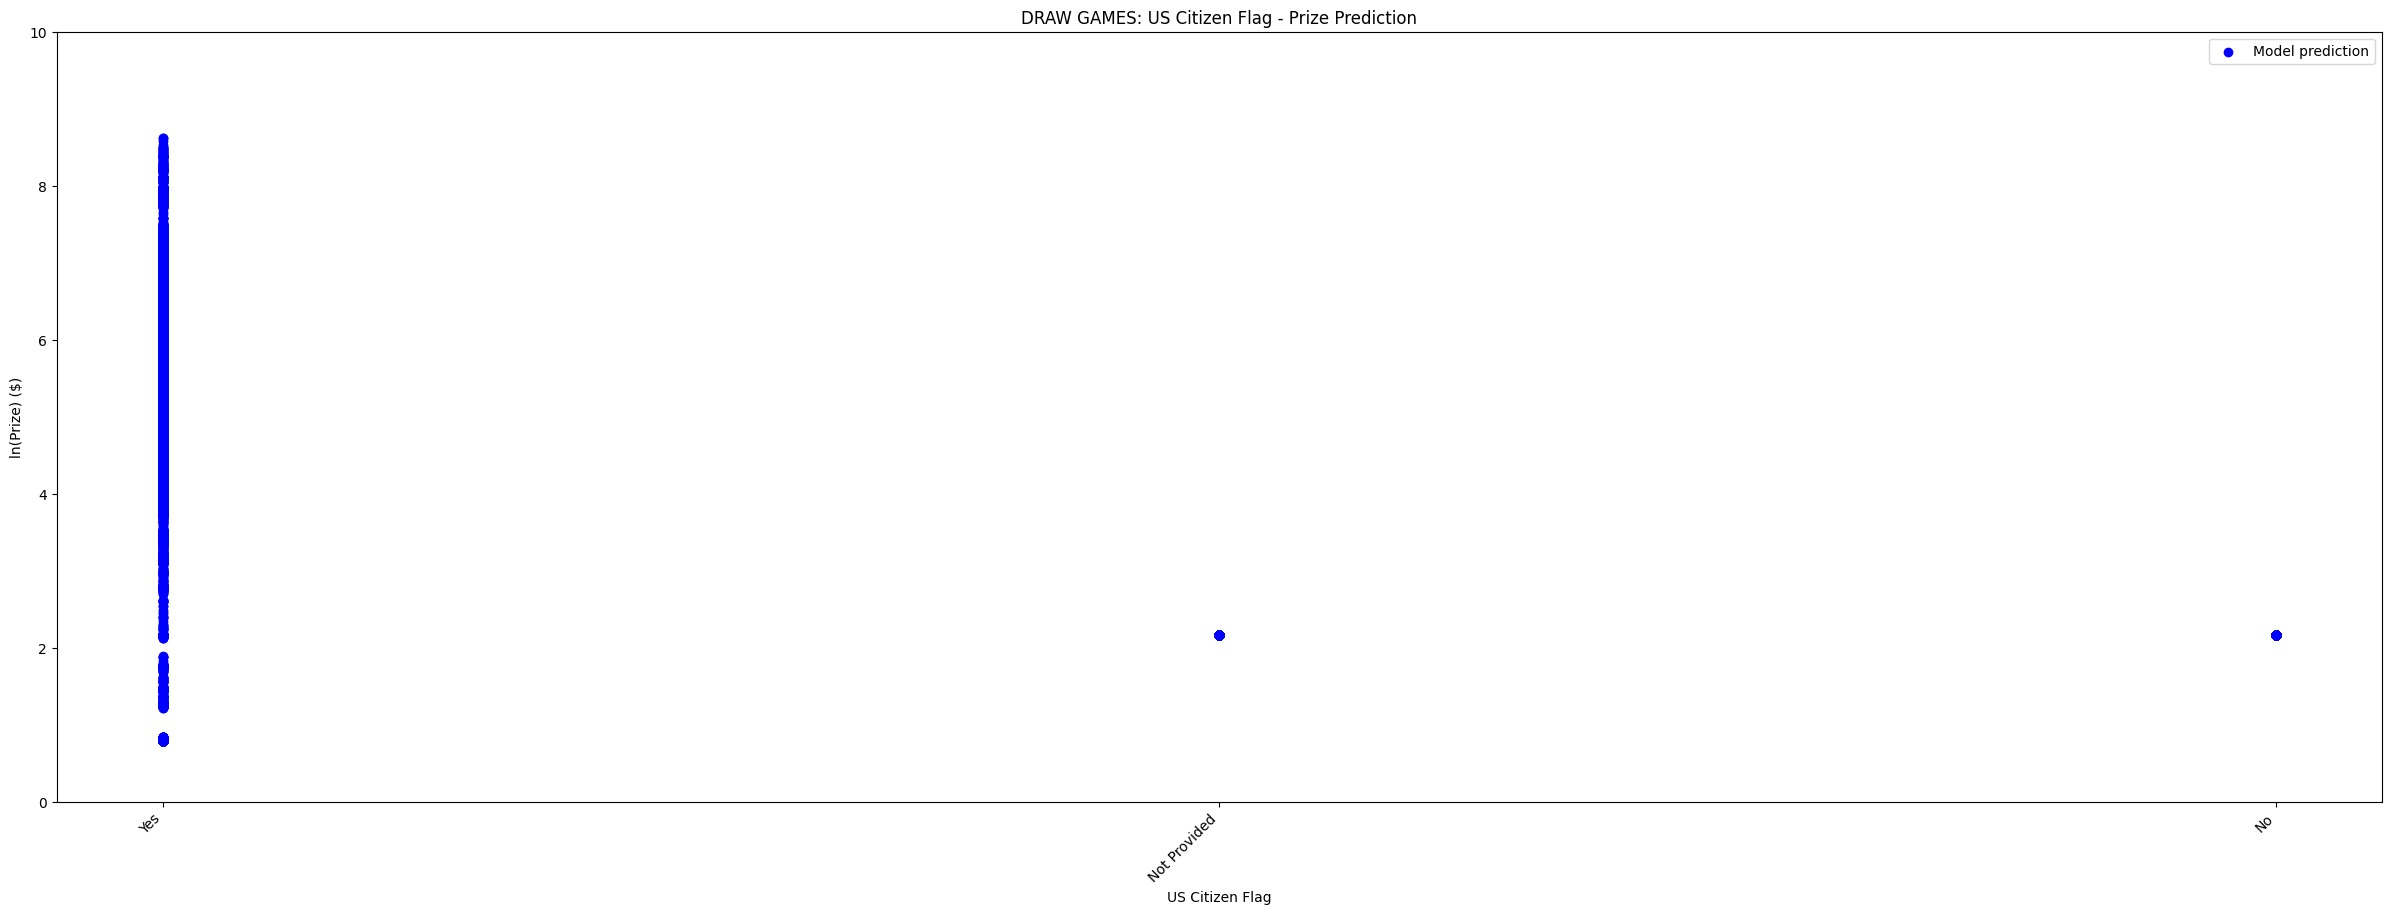 DRAW GAMES: US Citizen Flag - Prize Prediction
10
8
6
4
2
0
ln(Prize) ($)
Model prediction
Yes
Not Provided
No
US Citizen Flag